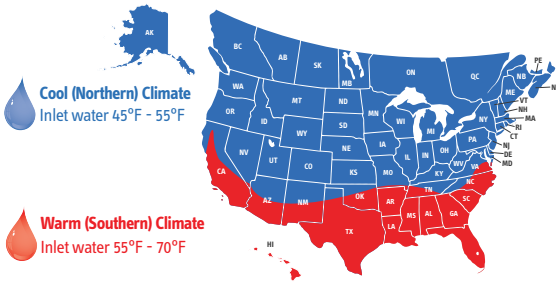 AK
BC
AB
SK
MB
ON
QC
PE
NB
N
ME
WA
MT
ND
MN
VT
NH
MA
RI
CT
NJ
DE
MD
OR
ID
WY
SD
WI
MI
NY
PA
Cool (Northern) Climate
Inlet water 45°F - 55°F
NV
UT
CO
NE
IA
IL
IN
OH
WV
VA
KS
MO
KY
CA
AZ
NM
OK
AR
TN
NC
SC
MS
AL
GA
LA
TX
FL
Warm (Southern) Climate
Inlet water 55°F - 70°F
HI